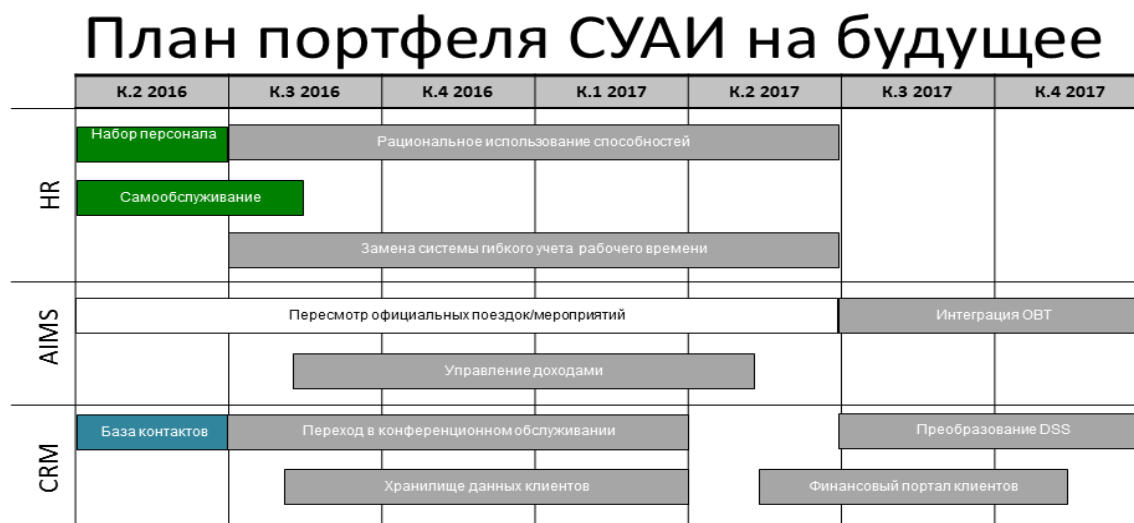 План портфеля СУАИ на будущее
К.2 2016 К.3 2016 К.4 2016 К.1 2017 К.2 2017 К.3 2017 К.4 2017
HR
Набор персонала Рациональное использование способностей
Самообслуживание
Замена системы гибкого учета рабочего времени
AIMS
Пересмотр официальных поездок/мероприятий Интеграция ОВТ
Управление доходами
CRM
База контактов Переход в конференционном обслуживании Преобразование DSS
Хранилище данных клиентов Финансовый портал клиентов